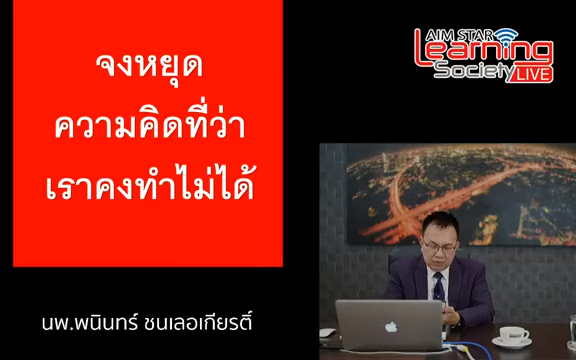 จงหยุด
ความคิดที่ว่า
เราคงทำไม่ได้
นพ.พนินทร์ ชนเลอเกียรติ์
AIM STAR
Learning
Society LIVE